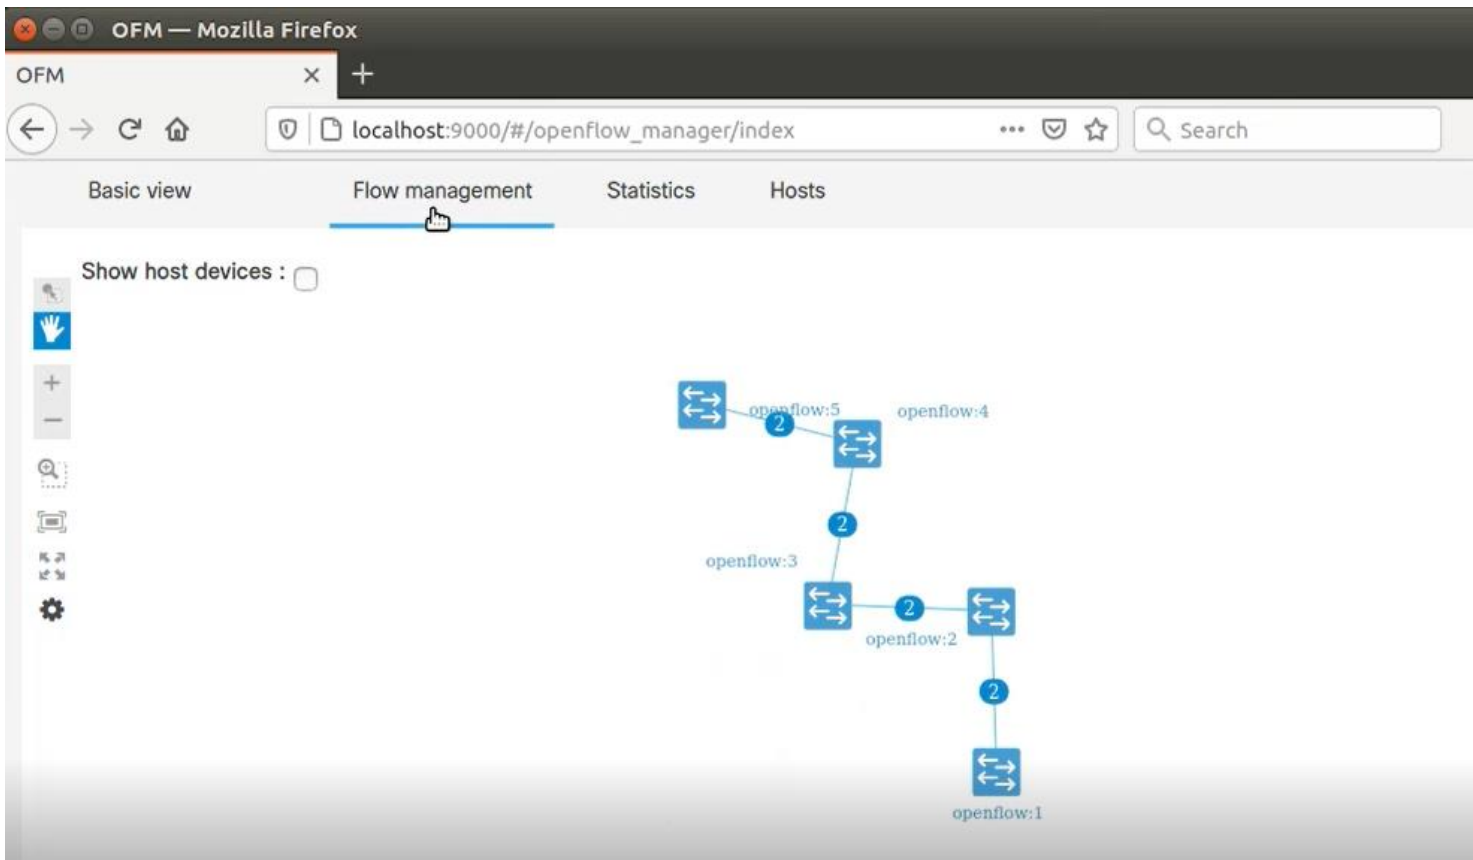 OFM — Mozilla Firefox
OFM
localhost:9000/#/openflow_manager/index
Search
Basic view
Flow management
Statistics
Hosts
Show host devices :
openflow:5
openflow:4
2
2
openflow:3
2
openflow:2
2
openflow:1